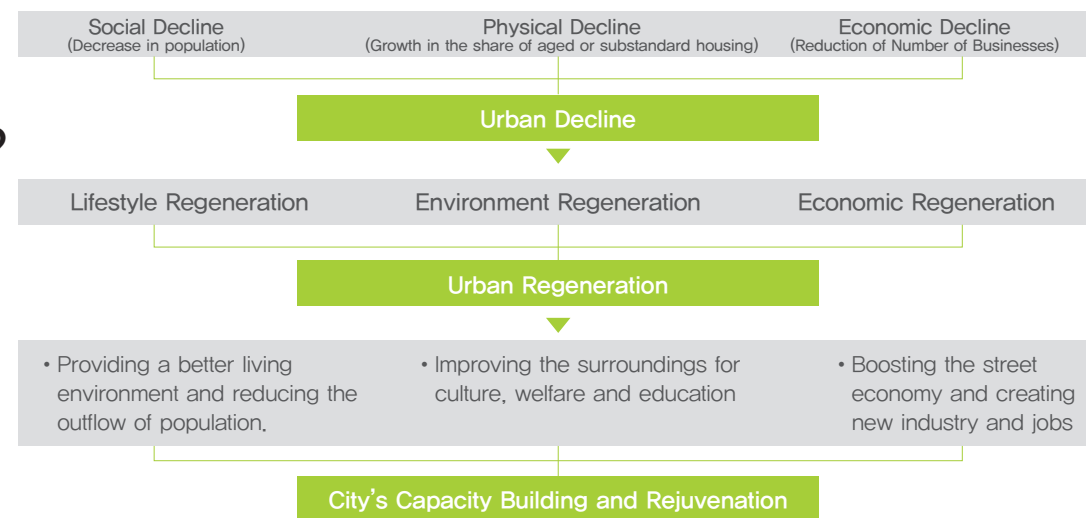 Social Decline
(Decrease in population)
Physical Decline
(Growth in the share of aged or substandard housing)
Economic Decline
(Reduction of Number of Businesses)
Urban Decline
Lifestyle Regeneration
Environment Regeneration
Economic Regeneration
Urban Regeneration
• Providing a better living
environment and reducing the
outflow of population.
• Improving the surroundings for
culture, welfare and education
• Boosting the street
economy and creating
new industry and jobs
City's Capacity Building and Rejuvenation